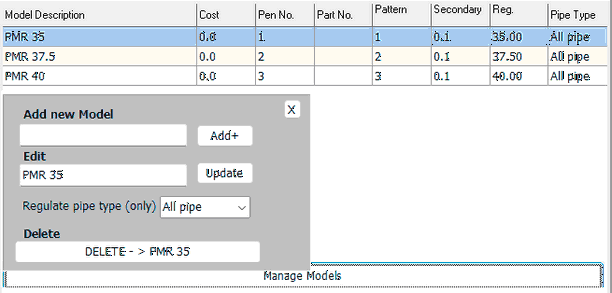 Model Description Cost Pen No. Part No. Pattern Secondary Reg. Pipe Type
PMR 35 0.0 1 1 0.1 35.00 All pipe
PMR 37.5 0.0 2 2 0.1 37.50 All pipe
PMR 40 0.0 3 3 0.1 40.00 All pipe
X
Add new Model
Add+
Edit
PMR 35 Update
Regulate pipe type (only) All pipe
Delete
DELETE - > PMR 35
Manage Models